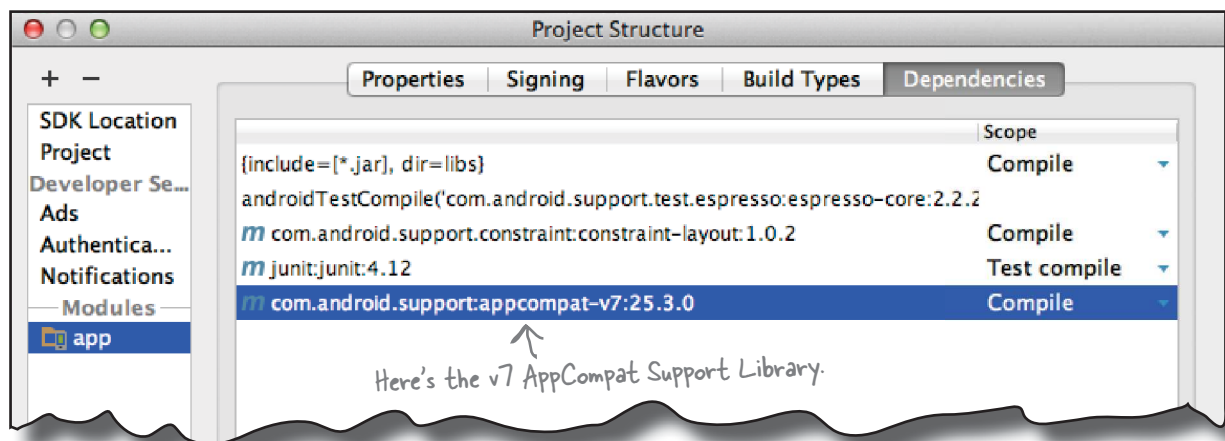 Project Structure
+ −
Properties Signing Flavors Build Types Dependencies
SDK Location
Project
Developer Se...
Ads
Authentica...
Notifications
Modules
app
Scope
{include=[*.jar], dir=libs} Compile
androidTestCompile('com.android.support.test.espresso:espresso-core:2.2.2
m com.android.support.constraint:constraint-layout:1.0.2 Compile
m junit:junit:4.12 Test compile
m com.android.support:appcompat-v7:25.3.0 Compile
Here's the v7 AppCompat Support Library.